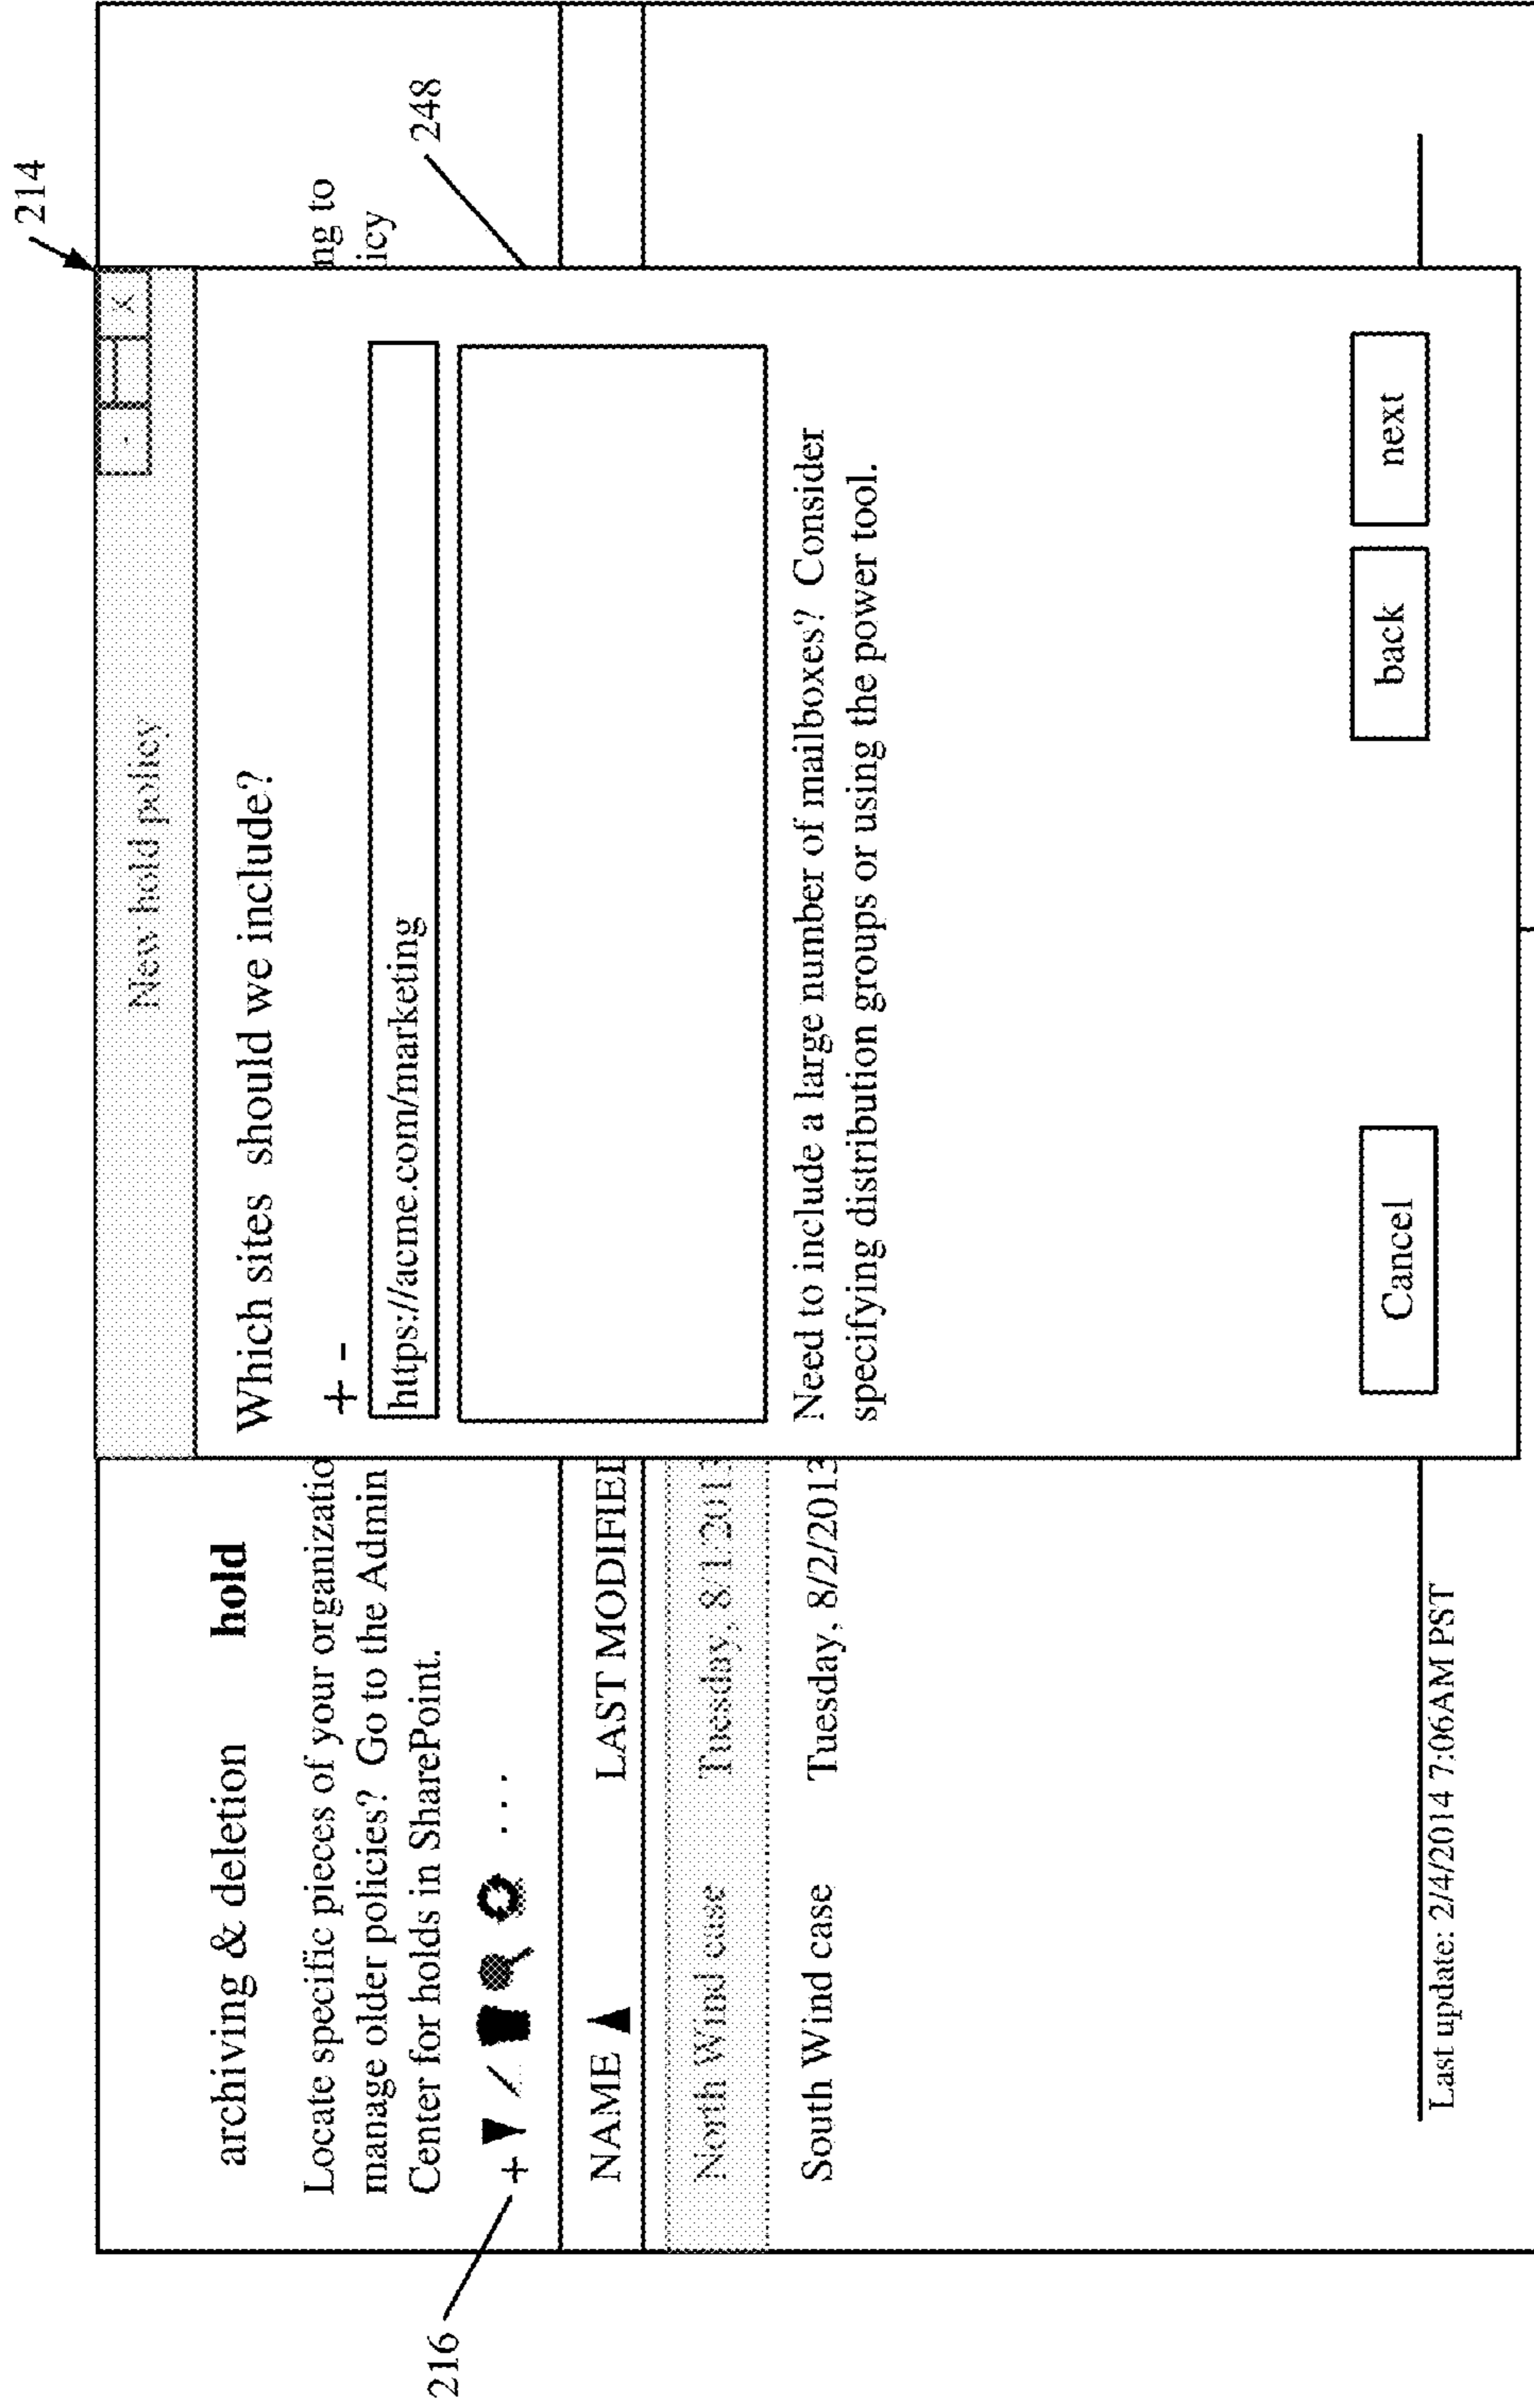 214
archiving & deletion hold
Locate specific pieces of your organizatio
manage older policies? Go to the Admin
Center for holds in SharePoint.
216
+ ...
NAME LAST MODIFIED
North Wind case Tuesday, 8/1/2013
South Wind case Tuesday, 8/2/2013
Last update: 2/4/2014 7:06AM PST
New hold policy
- X
Which sites should we include?
+ -
https://acme.com/marketing
Need to include a large number of mailboxes? Consider
specifying distribution groups or using the power tool.
Cancel back next
ng to
icy
248